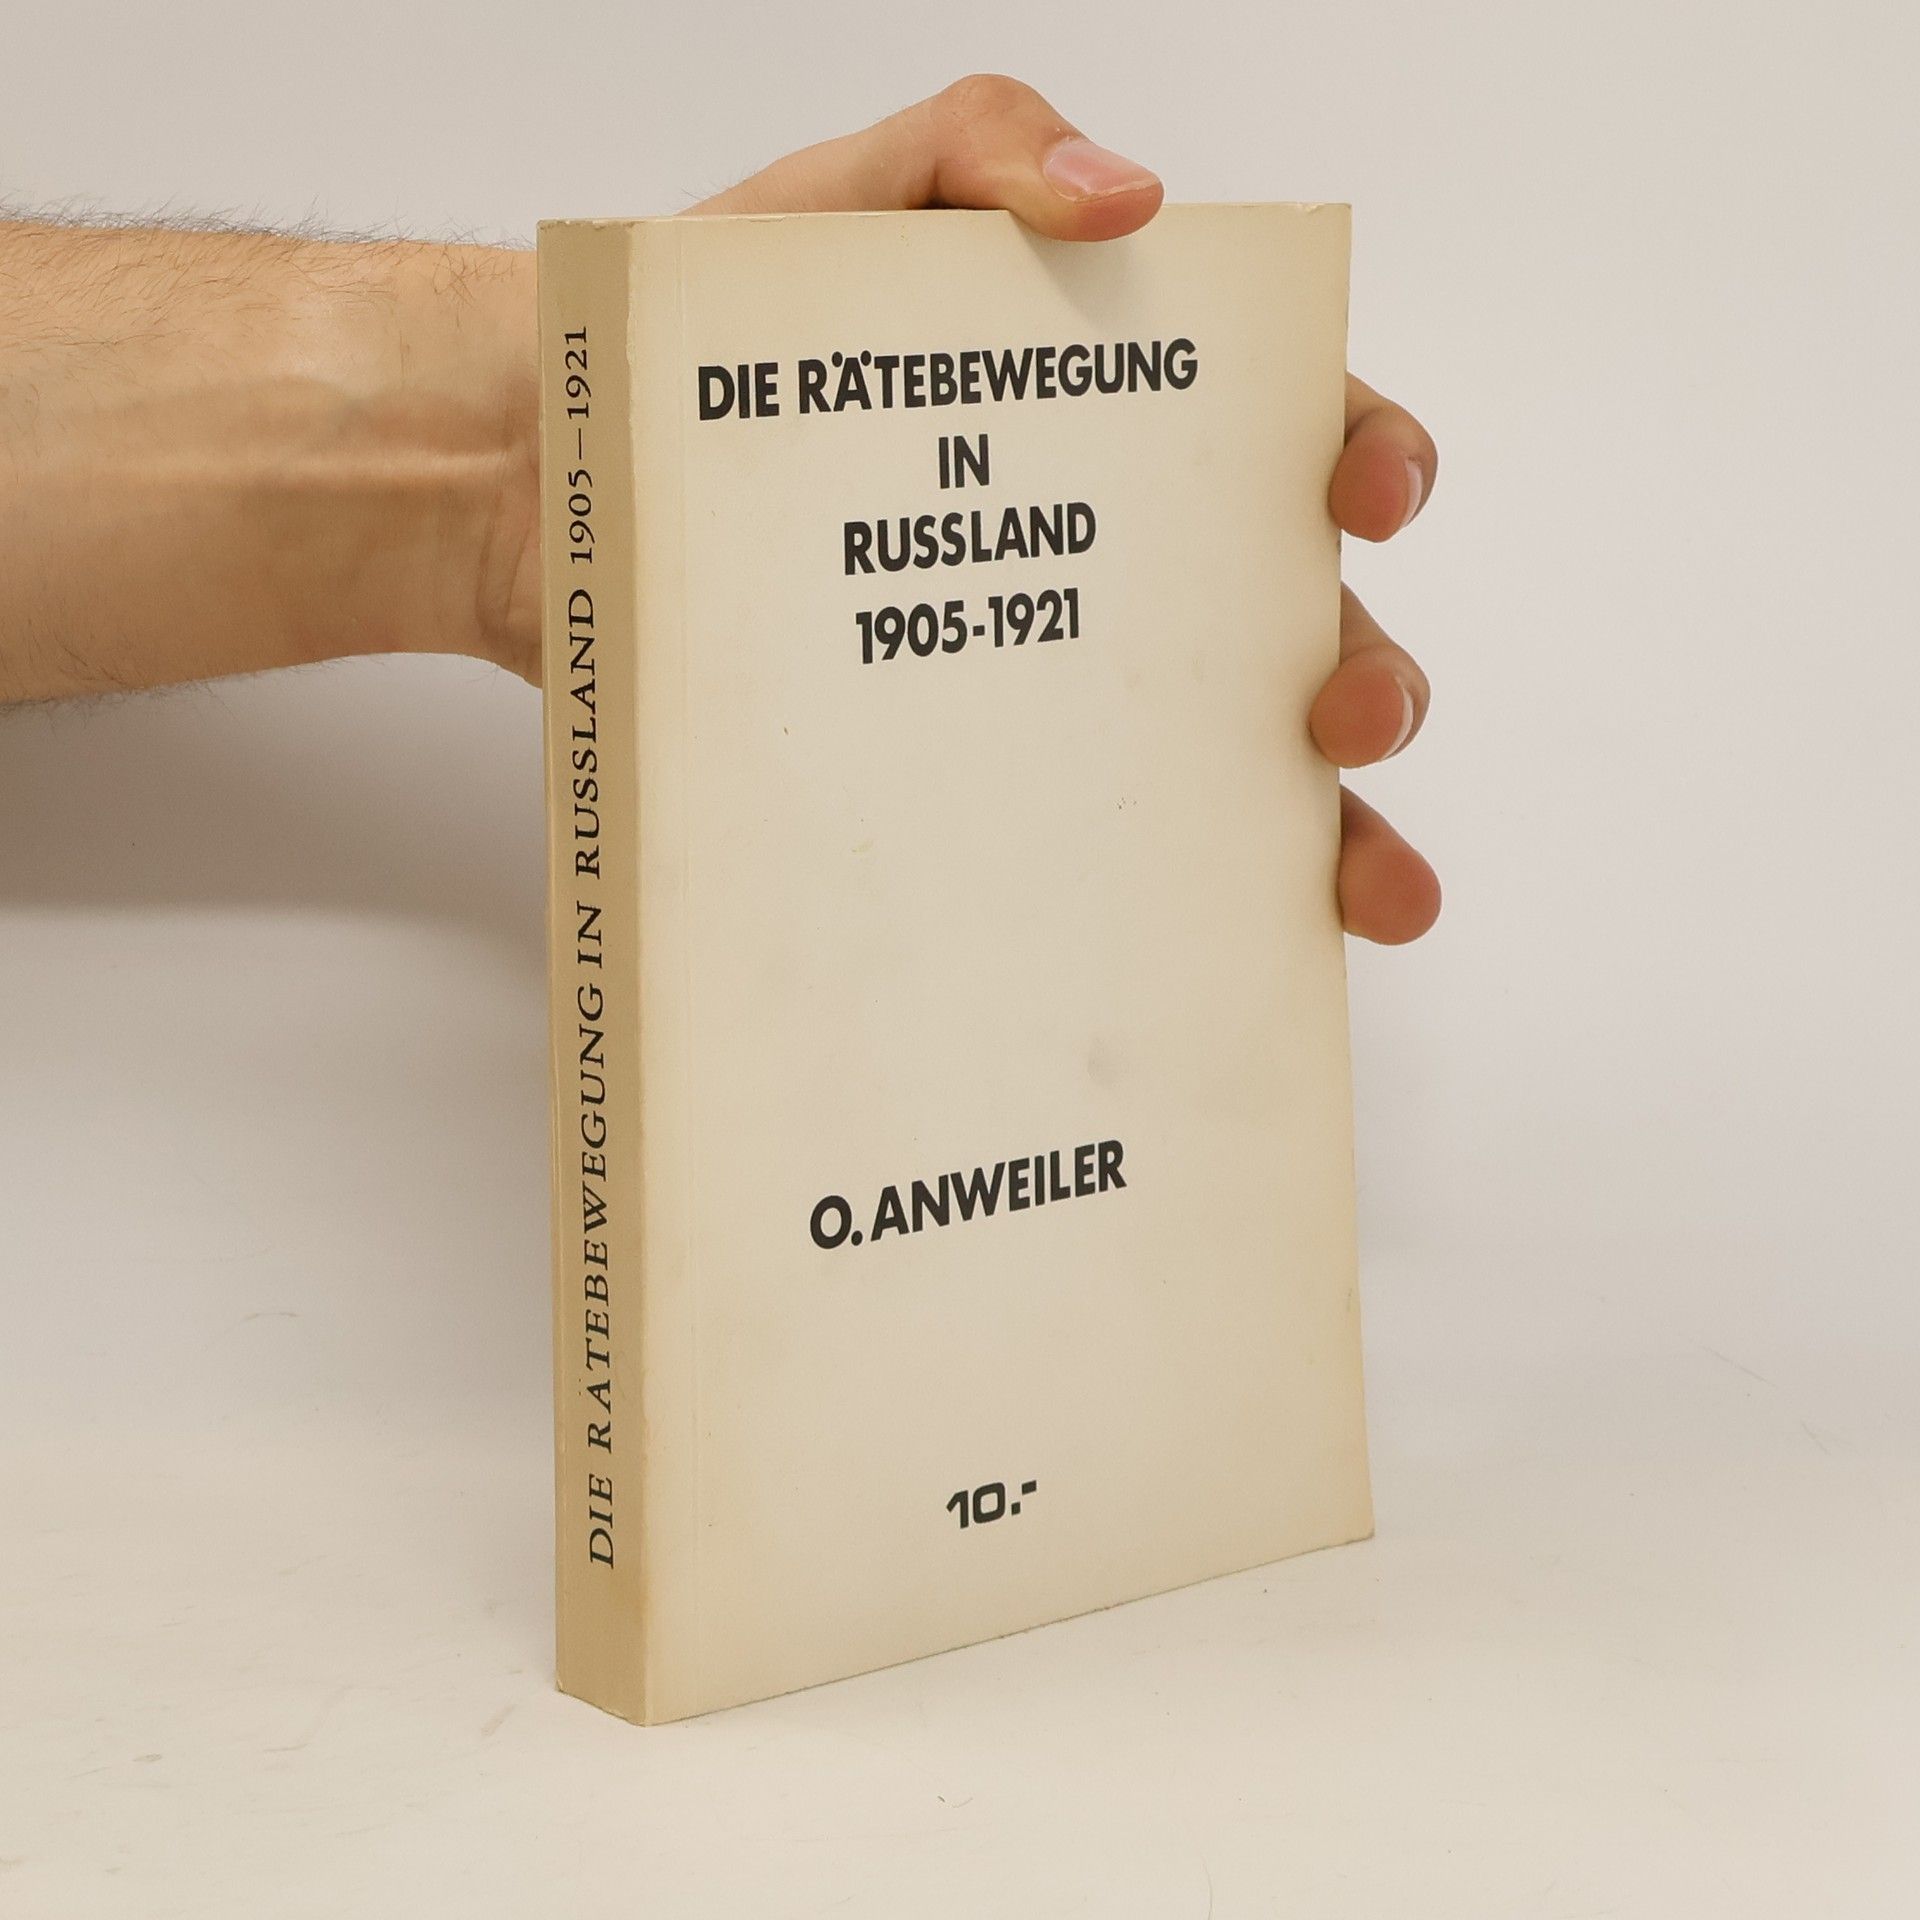 DIE RÄTEBEWEGUNG IN RUSSLAND 1905—1921
DIE RÄTEBEWEGUNG
IN
RUSSLAND
1905-1921
O. ANWEILER
10.-